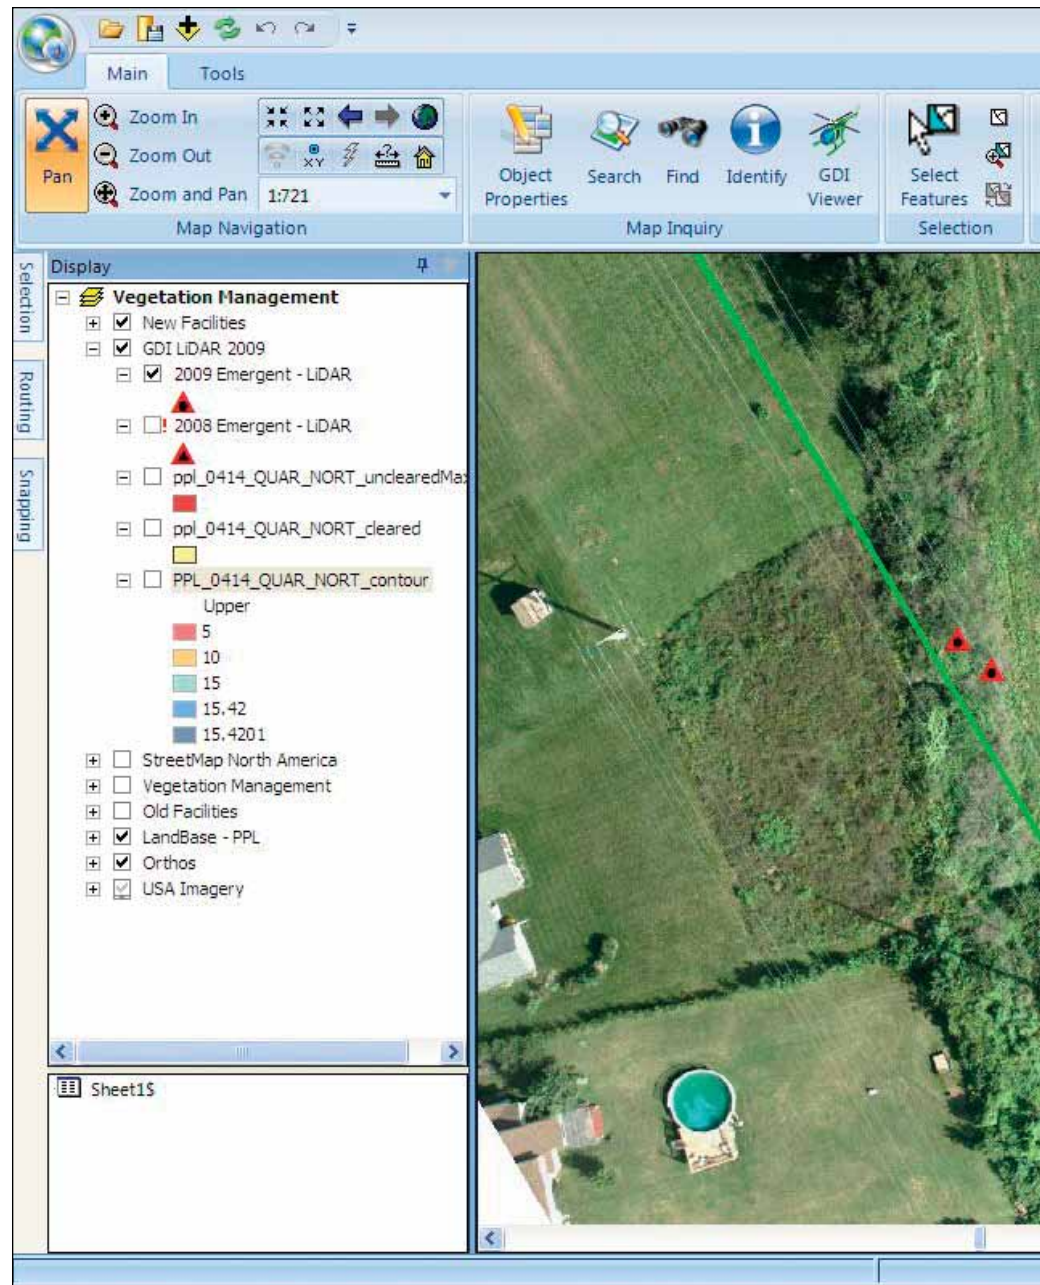 Main Tools
Pan
Zoom In
Zoom Out
Zoom and Pan
XY
1:721
Map Navigation
Object Properties
Search
Find
Identify
GDI Viewer
Map Inquiry
Select Features
Selection
Selection
Routing
Snapping
Display
Vegetation Management
New Facilities
GDI LiDAR 2009
2009 Emergent - LiDAR
! 2008 Emergent - LiDAR
ppl_0414_QUAR_NORT_unclearedMax
ppl_0414_QUAR_NORT_cleared
PPL_0414_QUAR_NORT_contour
Upper
5
10
15
15.42
15.4201
StreetMap North America
Vegetation Management
Old Facilities
LandBase - PPL
Orthos
USA Imagery
Sheet1$